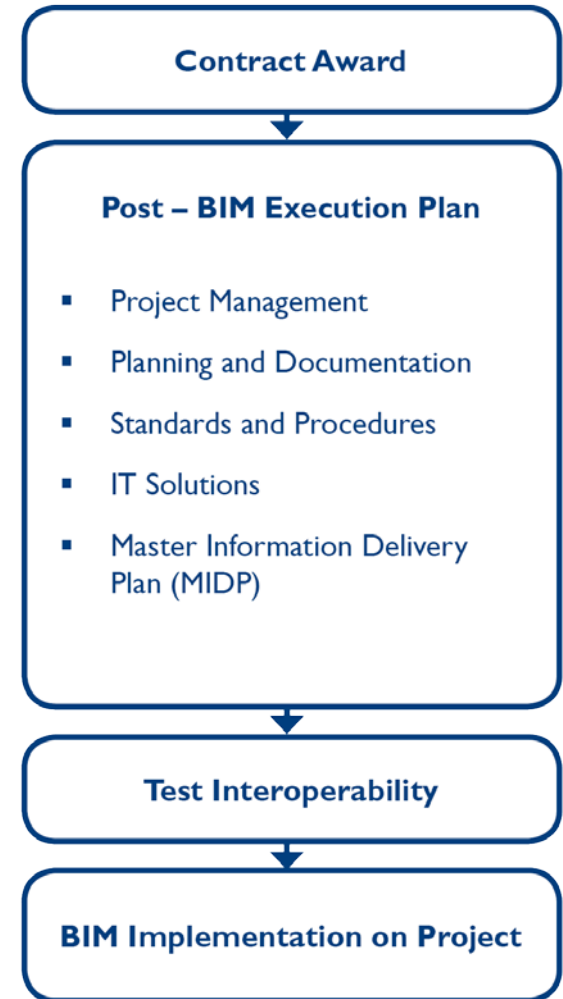 Contract Award
Post – BIM Execution Plan
▪ Project Management
▪ Planning and Documentation
▪ Standards and Procedures
▪ IT Solutions
▪ Master Information Delivery
Plan (MIDP)
Test Interoperability
BIM Implementation on Project